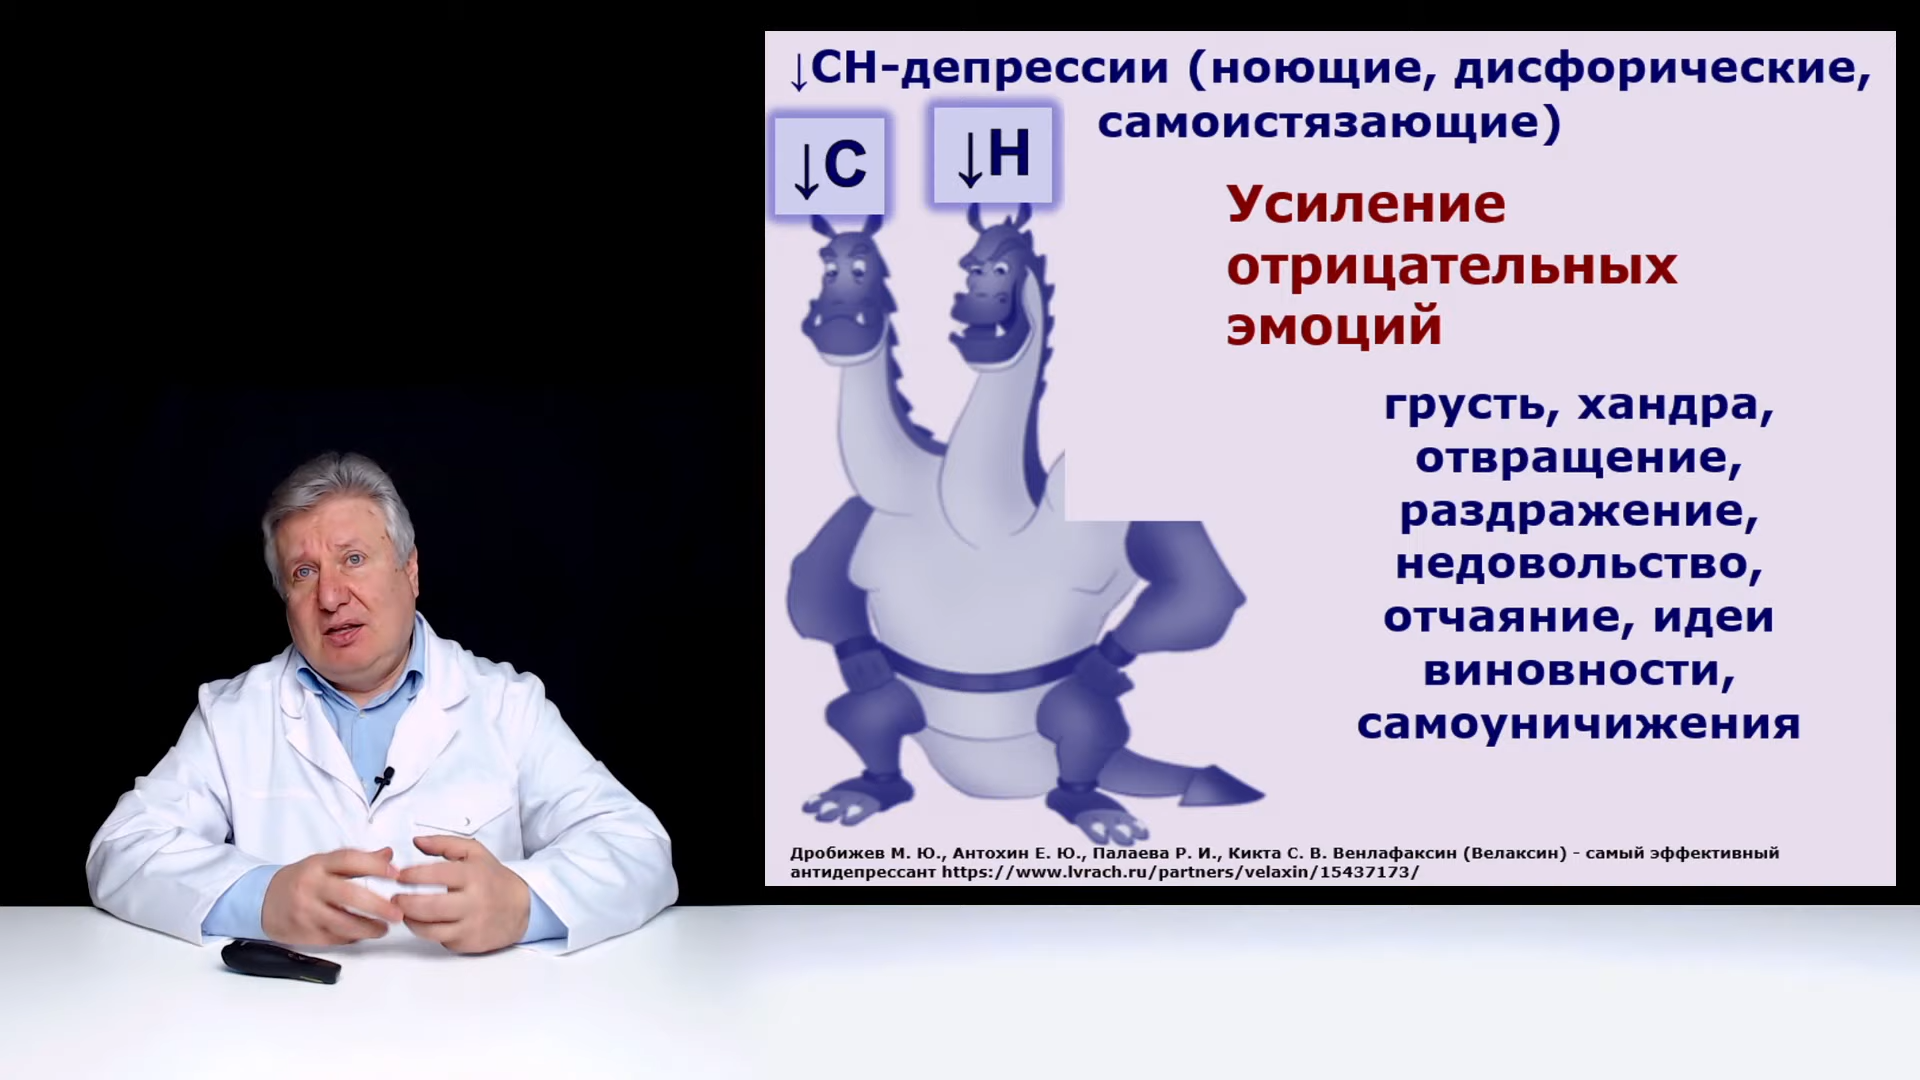 ↓СН-депрессии (ноющие, дисфорические,
самоистязающие)
↓С
↓Н
Усиление
отрицательных
эмоций
грусть, хандра,
отвращение,
раздражение,
недовольство,
отчаяние, идеи
виновности,
самоуничижения
Дробижев М. Ю., Антохин Е. Ю., Палаева Р. И., Кикта С. В. Венлафаксин (Велаксин) - самый эффективный
антидепрессант https://www.lvrach.ru/partners/velaxin/15437173/